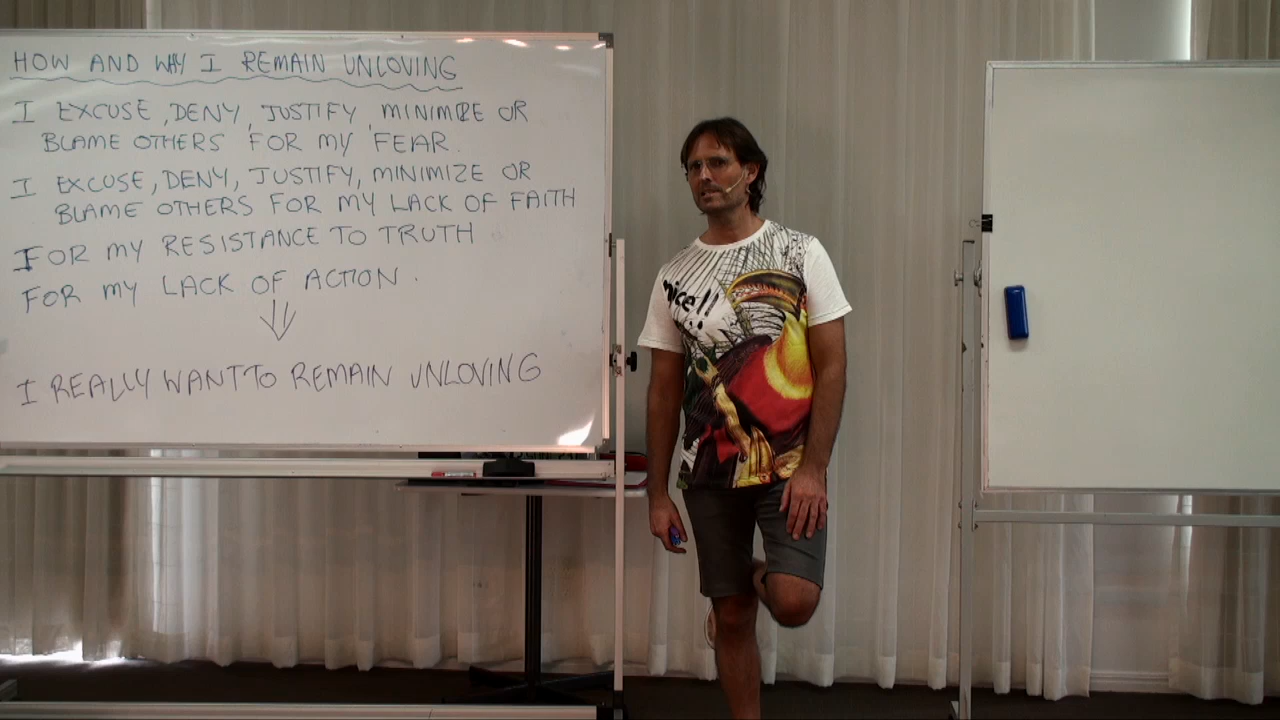 HOW AND WHY I REMAIN UNLOVING
I EXCUSE, DENY, JUSTIFY, MINIMIZE OR
BLAME OTHERS FOR MY FEAR.
I EXCUSE, DENY, JUSTIFY, MINIMIZE OR
BLAME OTHERS FOR MY LACK OF FAITH
FOR MY RESISTANCE TO TRUTH
FOR MY LACK OF ACTION.
I REALLY WANT TO REMAIN UNLOVING
nice!!